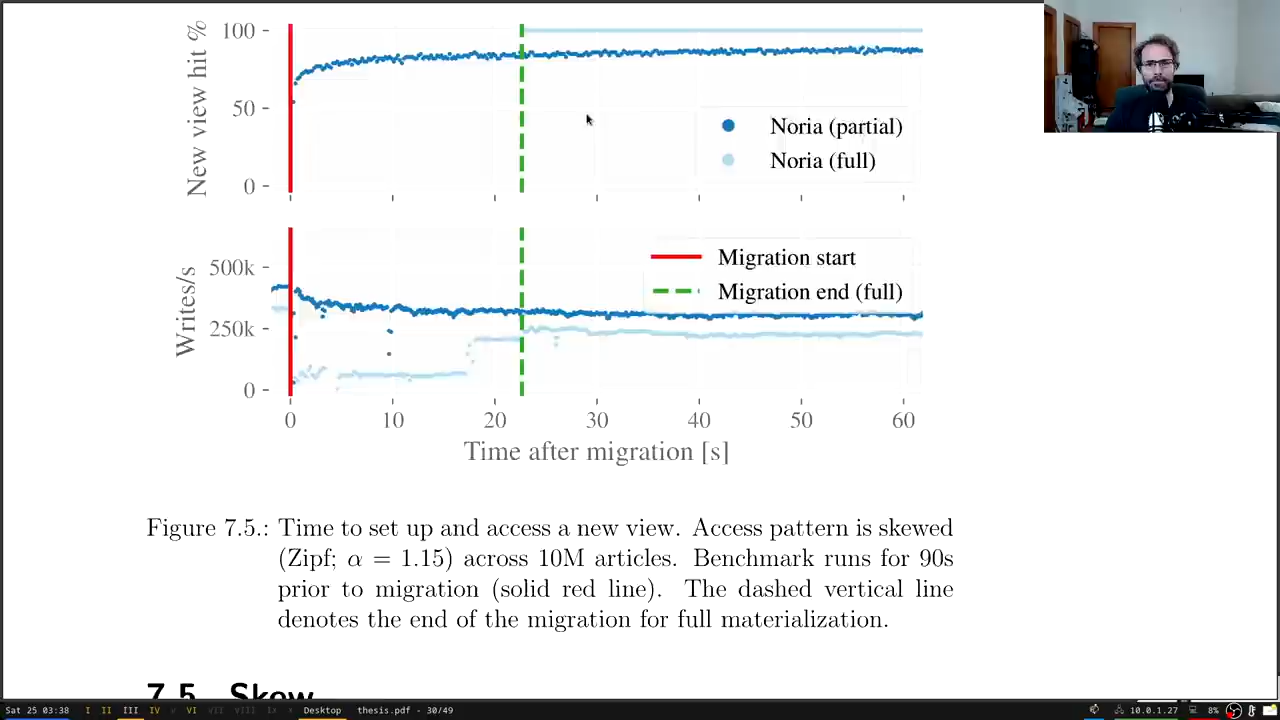 New view hit %
100
50
0
Noria (partial)
Noria (full)
Writes/s
500k
250k
0
Migration start
Migration end (full)
0 10 20 30 40 50 60
Time after migration [s]
Figure 7.5.: Time to set up and access a new view. Access pattern is skewed
(Zipf; α = 1.15) across 10M articles. Benchmark runs for 90s
prior to migration (solid red line). The dashed vertical line
denotes the end of the migration for full materialization.
7.5 Skew
Sat 25 03:38 I II III IV V VI VII VIII IX X Desktop thesis.pdf - 30/49 10.0.1.27 8%